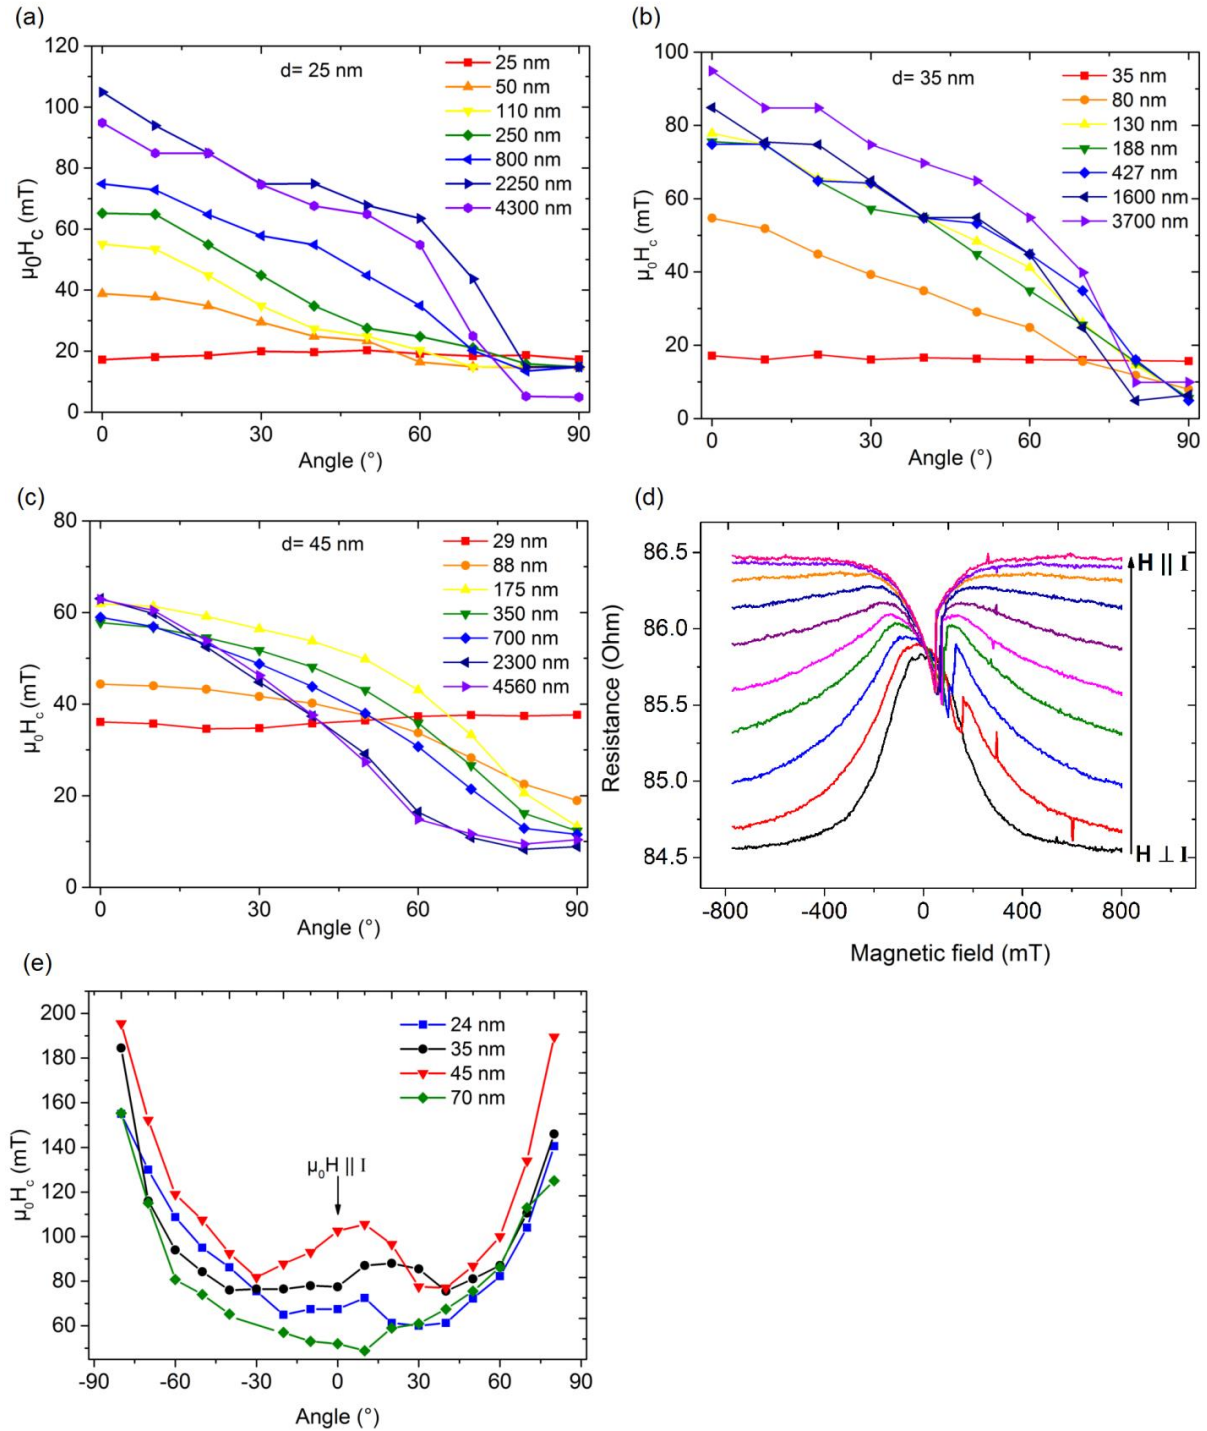 (a)
120
100
80
60
40
20
0
μ₀H_c (mT)
d= 25 nm
25 nm
50 nm
110 nm
250 nm
800 nm
2250 nm
4300 nm
0 30 60 90
Angle (°)
(b)
100
80
60
40
20
0
μ₀H_c (mT)
d= 35 nm
35 nm
80 nm
130 nm
188 nm
427 nm
1600 nm
3700 nm
0 30 60 90
Angle (°)
(c)
80
60
40
20
0
μ₀H_c (mT)
d= 45 nm
29 nm
88 nm
175 nm
350 nm
700 nm
2300 nm
4560 nm
0 30 60 90
Angle (°)
(d)
86.5
86.0
85.5
85.0
84.5
Resistance (Ohm)
H || I
H ⊥ I
-800 -400 0 400 800
Magnetic field (mT)
(e)
200
180
160
140
120
100
80
60
μ₀H_c (mT)
24 nm
35 nm
45 nm
70 nm
μ₀H || I
-90 -60 -30 0 30 60 90
Angle (°)